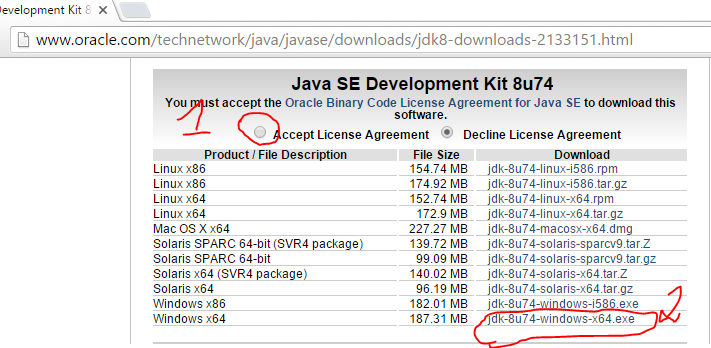 Development Kit 8
www.oracle.com/technetwork/java/javase/downloads/jdk8-downloads-2133151.html
Java SE Development Kit 8u74
You must accept the Oracle Binary Code License Agreement for Java SE to download this
software.
1
Accept License Agreement Decline License Agreement
Product / File Description File Size Download
Linux x86 154.74 MB jdk-8u74-linux-i586.rpm
Linux x86 174.92 MB jdk-8u74-linux-i586.tar.gz
Linux x64 152.74 MB jdk-8u74-linux-x64.rpm
Linux x64 172.9 MB jdk-8u74-linux-x64.tar.gz
Mac OS X x64 227.27 MB jdk-8u74-macosx-x64.dmg
Solaris SPARC 64-bit (SVR4 package) 139.72 MB jdk-8u74-solaris-sparcv9.tar.Z
Solaris SPARC 64-bit 99.09 MB jdk-8u74-solaris-sparcv9.tar.gz
Solaris x64 (SVR4 package) 140.02 MB jdk-8u74-solaris-x64.tar.Z
Solaris x64 96.19 MB jdk-8u74-solaris-x64.tar.gz
Windows x86 182.01 MB jdk-8u74-windows-i586.exe
Windows x64 187.31 MB jdk-8u74-windows-x64.exe
2